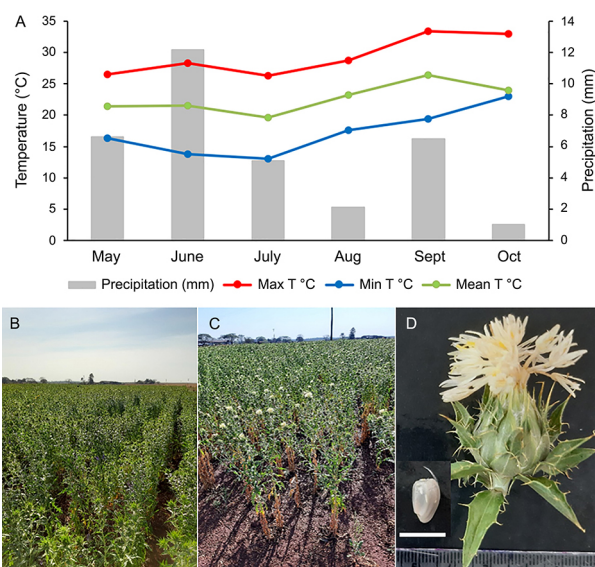 A
35
30
25
20
15
10
5
0
Temperature (°C)
14
12
10
8
6
4
2
0
Precipitation (mm)
May June July Aug Sept Oct
Precipitation (mm) Max T °C Min T °C Mean T °C
B
C
D